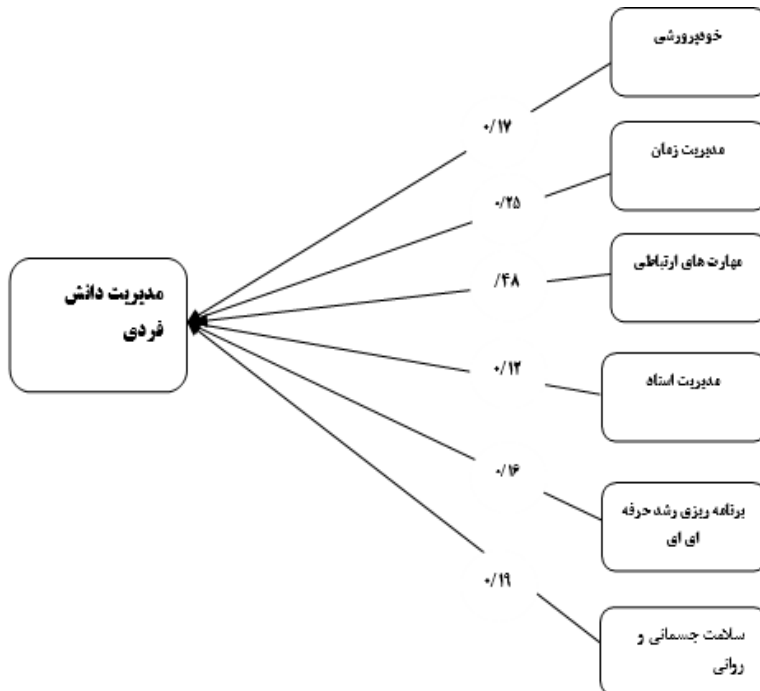 خودپرورشی
۰/۱۷
مدیریت زمان
۰/۲۵
مهارت های ارتباطی
/۴۸
مدیریت دانش
فردی
۰/۱۲
مدیریت اسناد
۰/۱۶
برنامه ریزی رشد حرفه
ای ای
۰/۱۹
سلامت جسمانی و
روانی